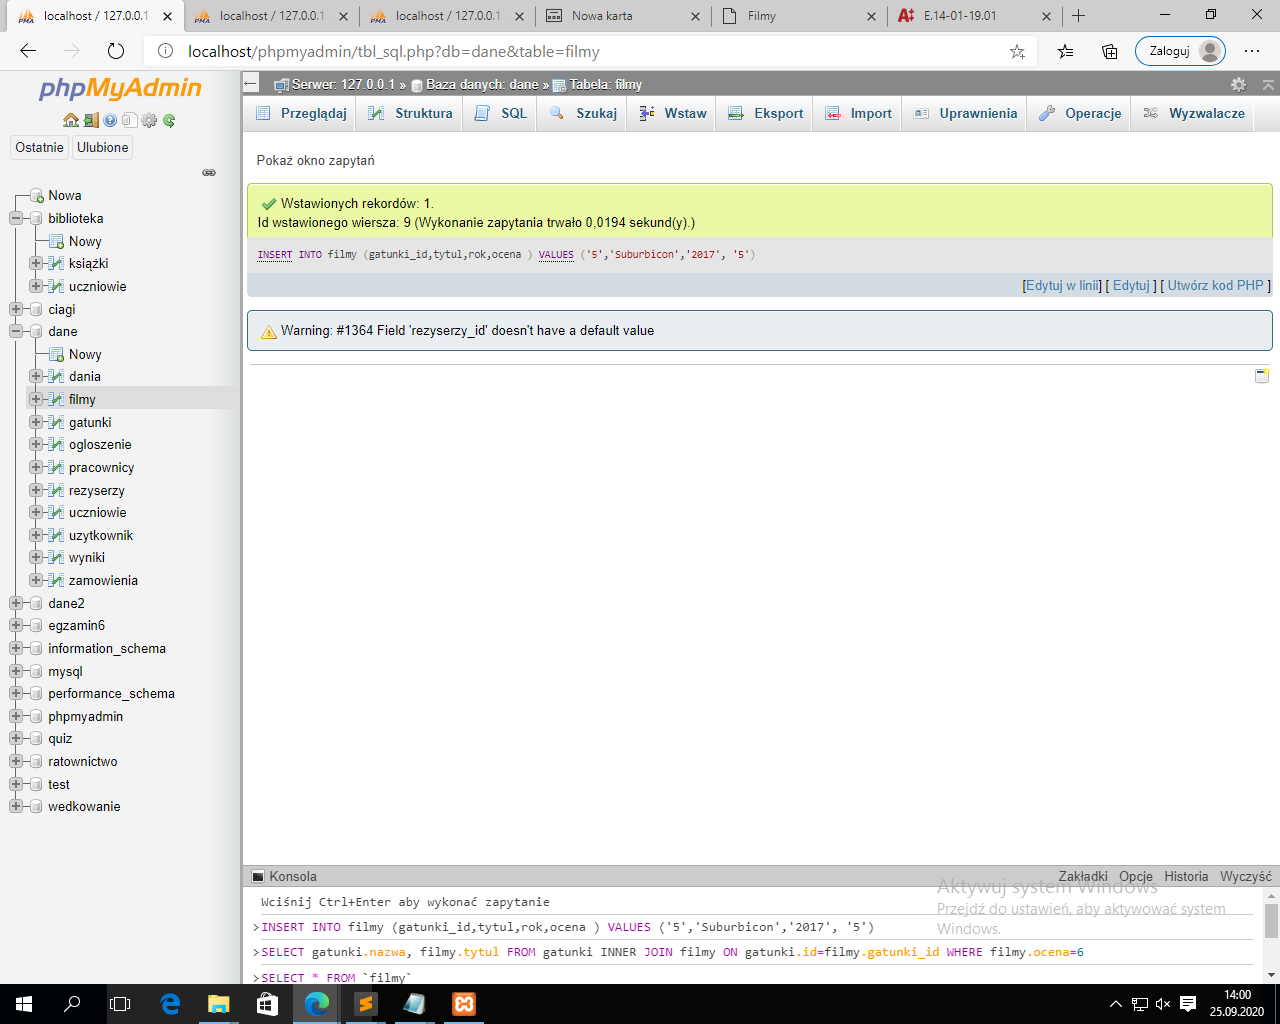 localhost / 127.0.0.1
localhost / 127.0.0.1
localhost / 127.0.0.1
Nowa karta
Filmy
E.14-01-19.01
localhost/phpmyadmin/tbl_sql.php?db=dane&table=filmy
Zaloguj
phpMyAdmin
Serwer: 127.0.0.1 » Baza danych: dane » Tabela: filmy
Przeglądaj Struktura SQL Szukaj Wstaw Eksport Import Uprawnienia Operacje Wyzwalacze
Ostatnie Ulubione
Nowa
biblioteka
Nowy
książki
uczniowie
ciagi
dane
Nowy
dania
filmy
gatunki
ogloszenie
pracownicy
rezyserzy
uczniowie
uzytkownik
wyniki
zamowienia
dane2
egzamin6
information_schema
mysql
performance_schema
phpmyadmin
quiz
ratownictwo
test
wedkowanie
Pokaż okno zapytań
Wstawionych rekordów: 1.
Id wstawionego wiersza: 9 (Wykonanie zapytania trwało 0,0194 sekund(y).)
INSERT INTO filmy (gatunki_id,tytul,rok,ocena ) VALUES ('5','Suburbicon','2017', '5')
[Edytuj w linii] [ Edytuj ] [ Utwórz kod PHP ]
Warning: #1364 Field 'rezyserzy_id' doesn't have a default value
Konsola
Zakładki Opcje Historia Wyczyść
Wciśnij Ctrl+Enter aby wykonać zapytanie
>INSERT INTO filmy (gatunki_id,tytul,rok,ocena ) VALUES ('5','Suburbicon','2017', '5')
>SELECT gatunki.nazwa, filmy.tytul FROM gatunki INNER JOIN filmy ON gatunki.id=filmy.gatunki_id WHERE filmy.ocena=6
>SELECT * FROM `filmy`
Aktywuj system Windows
Przejdź do ustawień, aby aktywować system
Windows.
14:00
25.09.2020